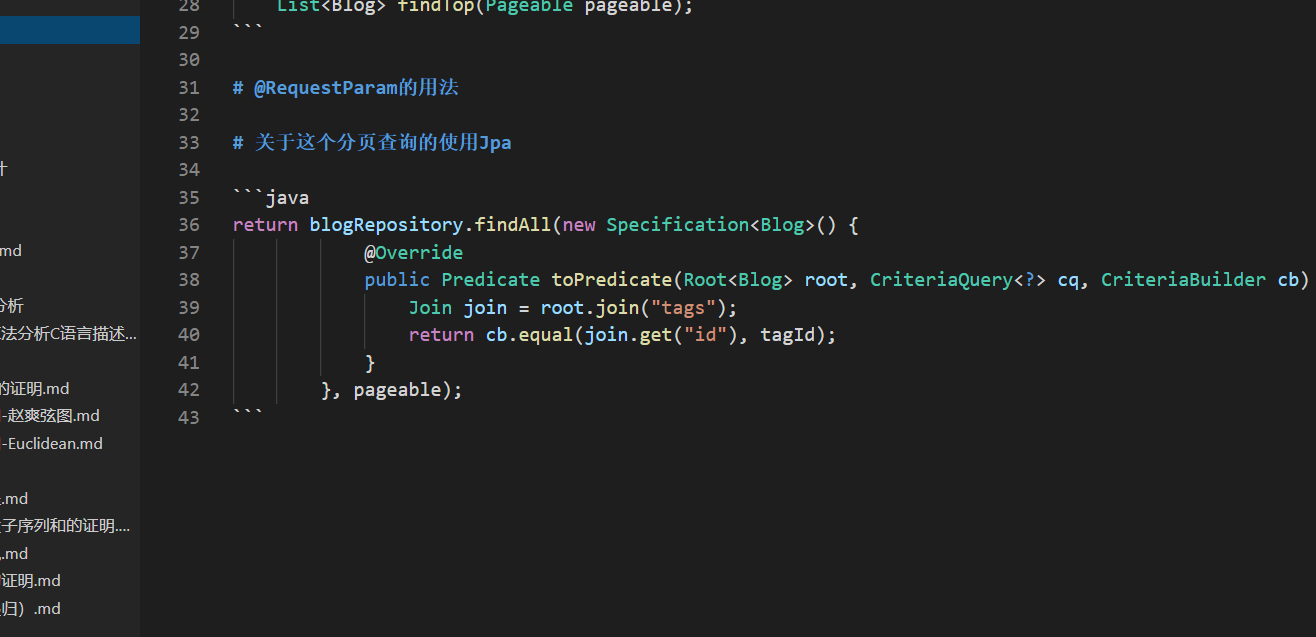 28 List<Blog> findTop(Pageable pageable);
29 ```
30
31 # @RequestParam的用法
32
33 # 关于这个分页查询的使用Jpa
34
35 ```java
36 return blogRepository.findAll(new Specification<Blog>() {
37 @Override
38 public Predicate toPredicate(Root<Blog> root, CriteriaQuery<?> cq, CriteriaBuilder cb)
39 Join join = root.join("tags");
40 return cb.equal(join.get("id"), tagId);
41 }
42 }, pageable);
43 ```
md
分析
法分析C语言描述...
的证明.md
-赵爽弦图.md
-Euclidean.md
.md
子序列和的证明....
.md
证明.md
归）.md